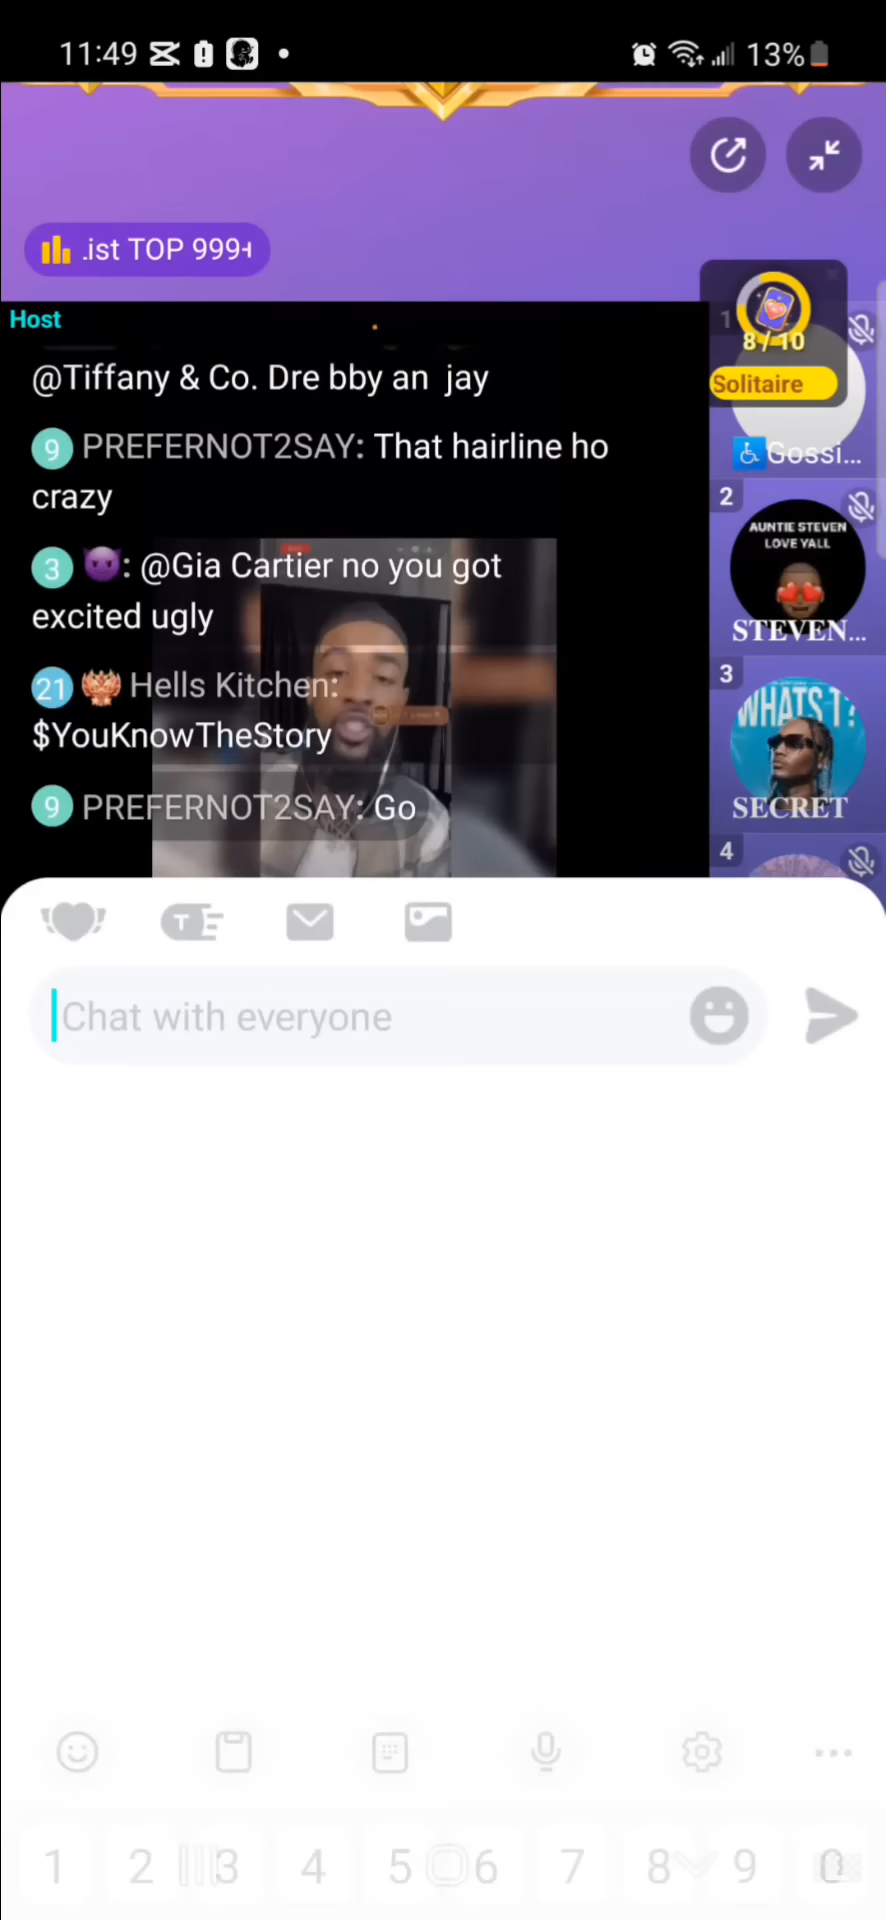 11:49
13%
.ist TOP 999+
Host
8/10
Solitaire
1
@Tiffany & Co. Dre bby an jay
9 PREFERNOT2SAY: That hairline ho
crazy
Gossi...
2
AUNTIE STEVEN
LOVE YALL
STEVEN...
3 😈: @Gia Cartier no you got
excited ugly
21 Hells Kitchen:
$YouKnowTheStory
3
WHATS T?
SECRET
9 PREFERNOT2SAY: Go
4
T
Chat with everyone
1 2 3 4 5 6 7 8 9 0